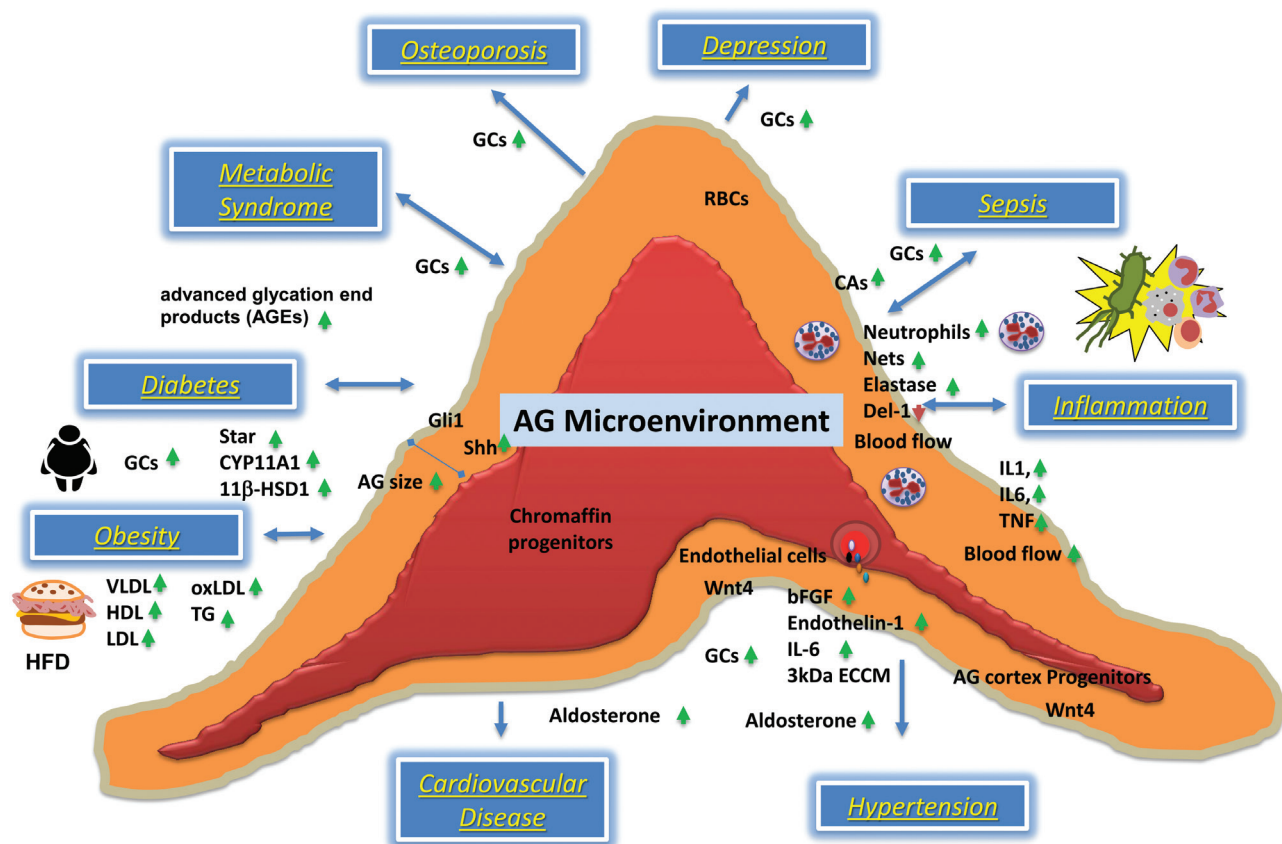 Osteoporosis
Depression
GCs
GCs
Metabolic
Syndrome
GCs
RBCs
Sepsis
GCs
CAs
advanced glycation end
products (AGEs)
Neutrophils
Nets
Elastase
Del-1
Blood flow
Diabetes
Inflammation
Gli1
Shh
AG Microenvironment
GCs
Star
CYP11A1
11β-HSD1
AG size
IL1,
IL6,
TNF
Blood flow
Chromaffin
progenitors
Obesity
Endothelial cells
Wnt4
bFGF
Endothelin-1
IL-6
3kDa ECCM
GCs
VLDL
HDL
LDL
oxLDL
TG
HFD
AG cortex Progenitors
Wnt4
Aldosterone
Aldosterone
Cardiovascular
Disease
Hypertension